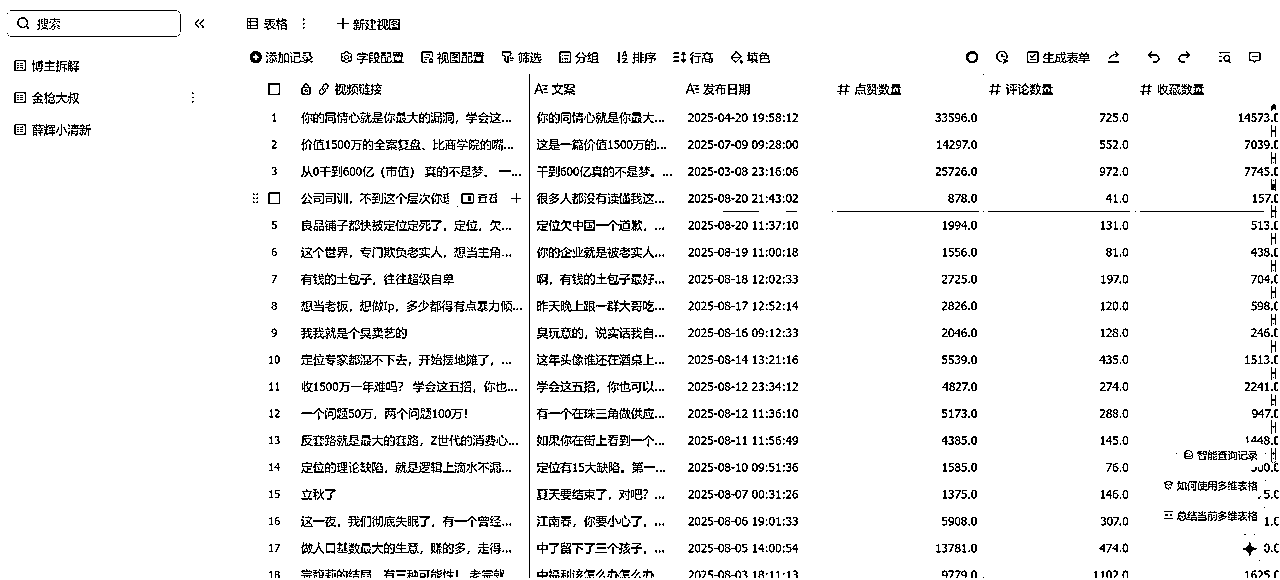 搜索
表格
新建视图
添加记录 字段配置 视图配置 筛选 分组 排序 行高 填色 生成表单
博主拆解
金枪大叔
薛辉小清新
视频链接 文案 发布日期 点赞数量 评论数量 收藏数量
1 你的同情心就是你最大的漏洞，学会这... 你的同情心就是你最大... 2025-04-20 19:58:12 33596.0 725.0 14573.0
2 价值1500万的全案复盘、比商学院的嘴... 这是一篇价值1500万的... 2025-07-09 09:28:00 14297.0 552.0 7039.0
3 从0干到600亿（市值） 真的不是梦。 一... 干到600亿真的不是梦。... 2025-03-08 23:16:06 25726.0 972.0 7745.0
公司司训，不到这个层次你 查看 很多人都没有读懂我这... 2025-08-20 21:43:02 878.0 41.0 157.0
5 良品铺子都快被定位定死了，定位，欠... 定位欠中国一个道歉，... 2025-08-20 11:37:10 1994.0 131.0 513.0
6 这个世界，专门欺负老实人，想当主角... 你的企业就是被老实人... 2025-08-19 11:00:18 1556.0 81.0 438.0
7 有钱的土包子，往往超级自卑 啊，有钱的土包子最好... 2025-08-18 12:02:33 2725.0 197.0 704.0
8 想当老板，想做Ip，多少都得有点暴力倾... 昨天晚上跟一群大哥吃... 2025-08-17 12:52:14 2826.0 120.0 598.0
9 我我就是个臭卖艺的 臭玩意的，说实话我自... 2025-08-16 09:12:33 2046.0 128.0 246.0
10 定位专家都混不下去，开始摆地摊了，... 这年头像谁还在酒桌上... 2025-08-14 13:21:16 5539.0 435.0 1513.0
11 收1500万一年难吗？ 学会这五招，你也... 学会这五招，你也可以... 2025-08-12 23:34:12 4827.0 274.0 2241.0
12 一个问题50万，两个问题100万！ 有一个在珠三角做供应... 2025-08-12 11:36:10 5173.0 288.0 947.0
13 反套路就是最大的套路，Z世代的消费心... 如果你在街上看到一个... 2025-08-11 11:56:49 4385.0 145.0 1448.0
14 定位的理论缺陷，就是逻辑上滴水不漏... 定位有15大缺陷。第一... 2025-08-10 09:51:36 1585.0 76.0
智能查询记录
15 立秋了 夏天要结束了，对吧？... 2025-08-07 00:31:26 1375.0 146.0
如何使用多维表格
16 这一夜，我们彻底失眠了，有一个曾经... 江南春，你要小心了，... 2025-08-06 19:01:33 5908.0 307.0
总结当前多维表格
17 做人口基数最大的生意，赚的多，走得... 中了留下了三个孩子，... 2025-08-05 14:00:54 13781.0 474.0
18 2025-08-03 18:11:13 9779.0 1102.0 1625.0